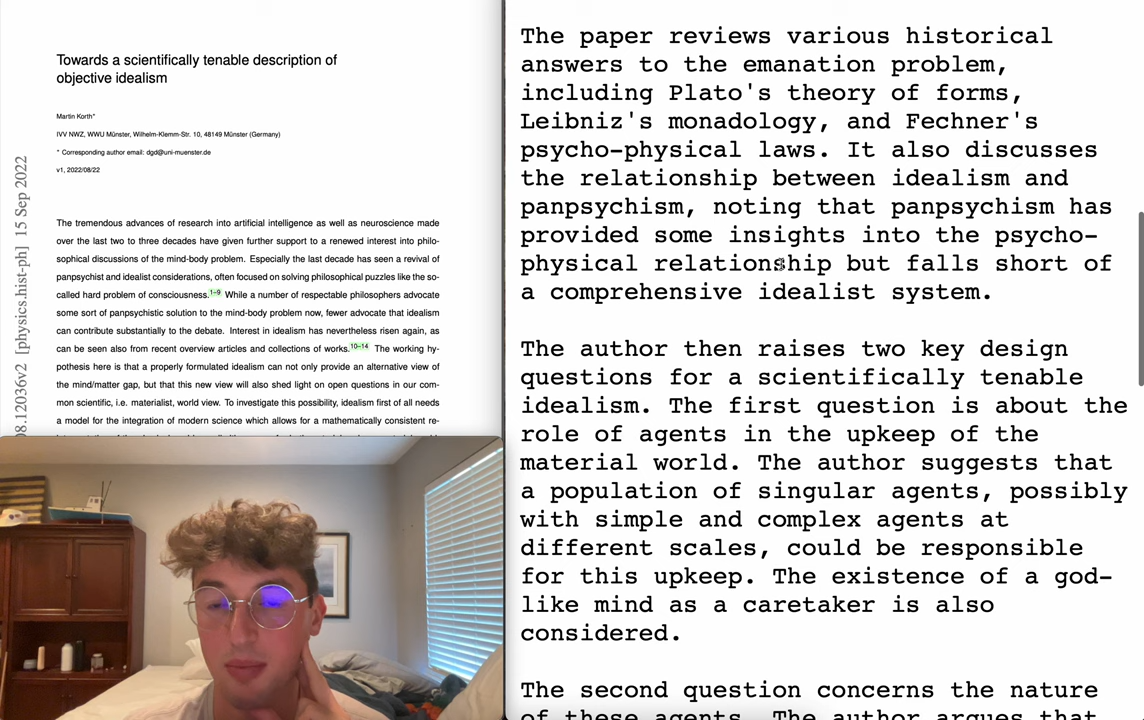 Towards a scientifically tenable description of
objective idealism
Martin Korth*
IVV NWZ, WWU Münster, Wilhelm-Klemm-Str. 10, 48149 Münster (Germany)
* Corresponding author email: dgd@uni-muenster.de
v1, 2022/08/22
08.12036v2 [physics.hist-ph] 15 Sep 2022
The tremendous advances of research into artificial intelligence as well as neuroscience made
over the last two to three decades have given further support to a renewed interest into philo-
sophical discussions of the mind-body problem. Especially the last decade has seen a revival of
panpsychist and idealist considerations, often focused on solving philosophical puzzles like the so-
called hard problem of consciousness.1–9 While a number of respectable philosophers advocate
some sort of panpsychistic solution to the mind-body problem now, fewer advocate that idealism
can contribute substantially to the debate. Interest in idealism has nevertheless risen again, as
can be seen also from recent overview articles and collections of works.10–14 The working hy-
pothesis here is that a properly formulated idealism can not only provide an alternative view of
the mind/matter gap, but that this new view will also shed light on open questions in our com-
mon scientific, i.e. materialist, world view. To investigate this possibility, idealism first of all needs
a model for the integration of modern science which allows for a mathematically consistent re-
The paper reviews various historical
answers to the emanation problem,
including Plato's theory of forms,
Leibniz's monadology, and Fechner's
psycho-physical laws. It also discusses
the relationship between idealism and
panpsychism, noting that panpsychism has
provided some insights into the psycho-
physical relationship but falls short of
a comprehensive idealist system.
The author then raises two key design
questions for a scientifically tenable
idealism. The first question is about the
role of agents in the upkeep of the
material world. The author suggests that
a population of singular agents, possibly
with simple and complex agents at
different scales, could be responsible
for this upkeep. The existence of a god-
like mind as a caretaker is also
considered.
The second question concerns the nature
of these agents. The author argues that